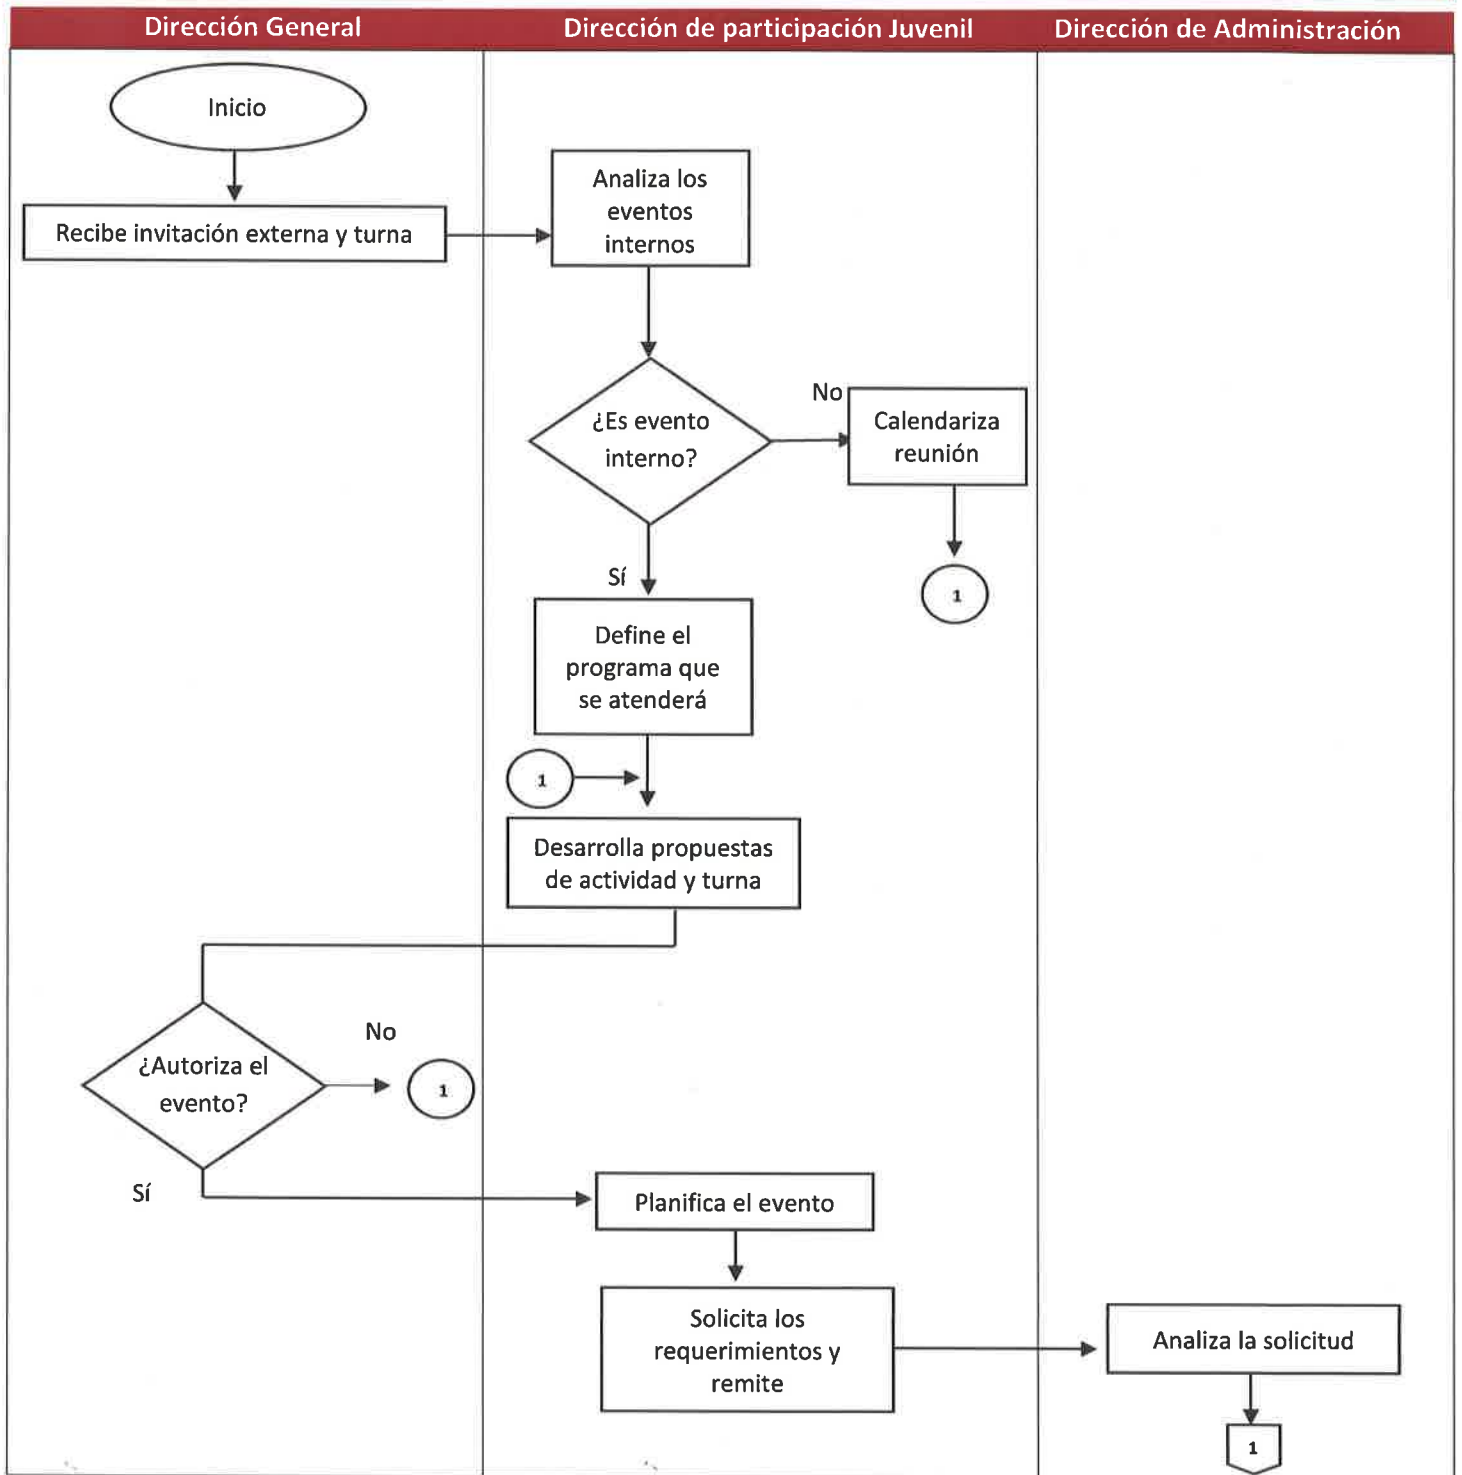 Dirección General
Dirección de participación Juvenil
Dirección de Administración
Inicio
Recibe invitación externa y turna
Analiza los
eventos
internos
¿Es evento
interno?
No
Calendariza
reunión
1
Sí
Define el
programa que
se atenderá
1
Desarrolla propuestas
de actividad y turna
¿Autoriza el
evento?
No
1
Sí
Planifica el evento
Solicita los
requerimientos y
remite
Analiza la solicitud
1